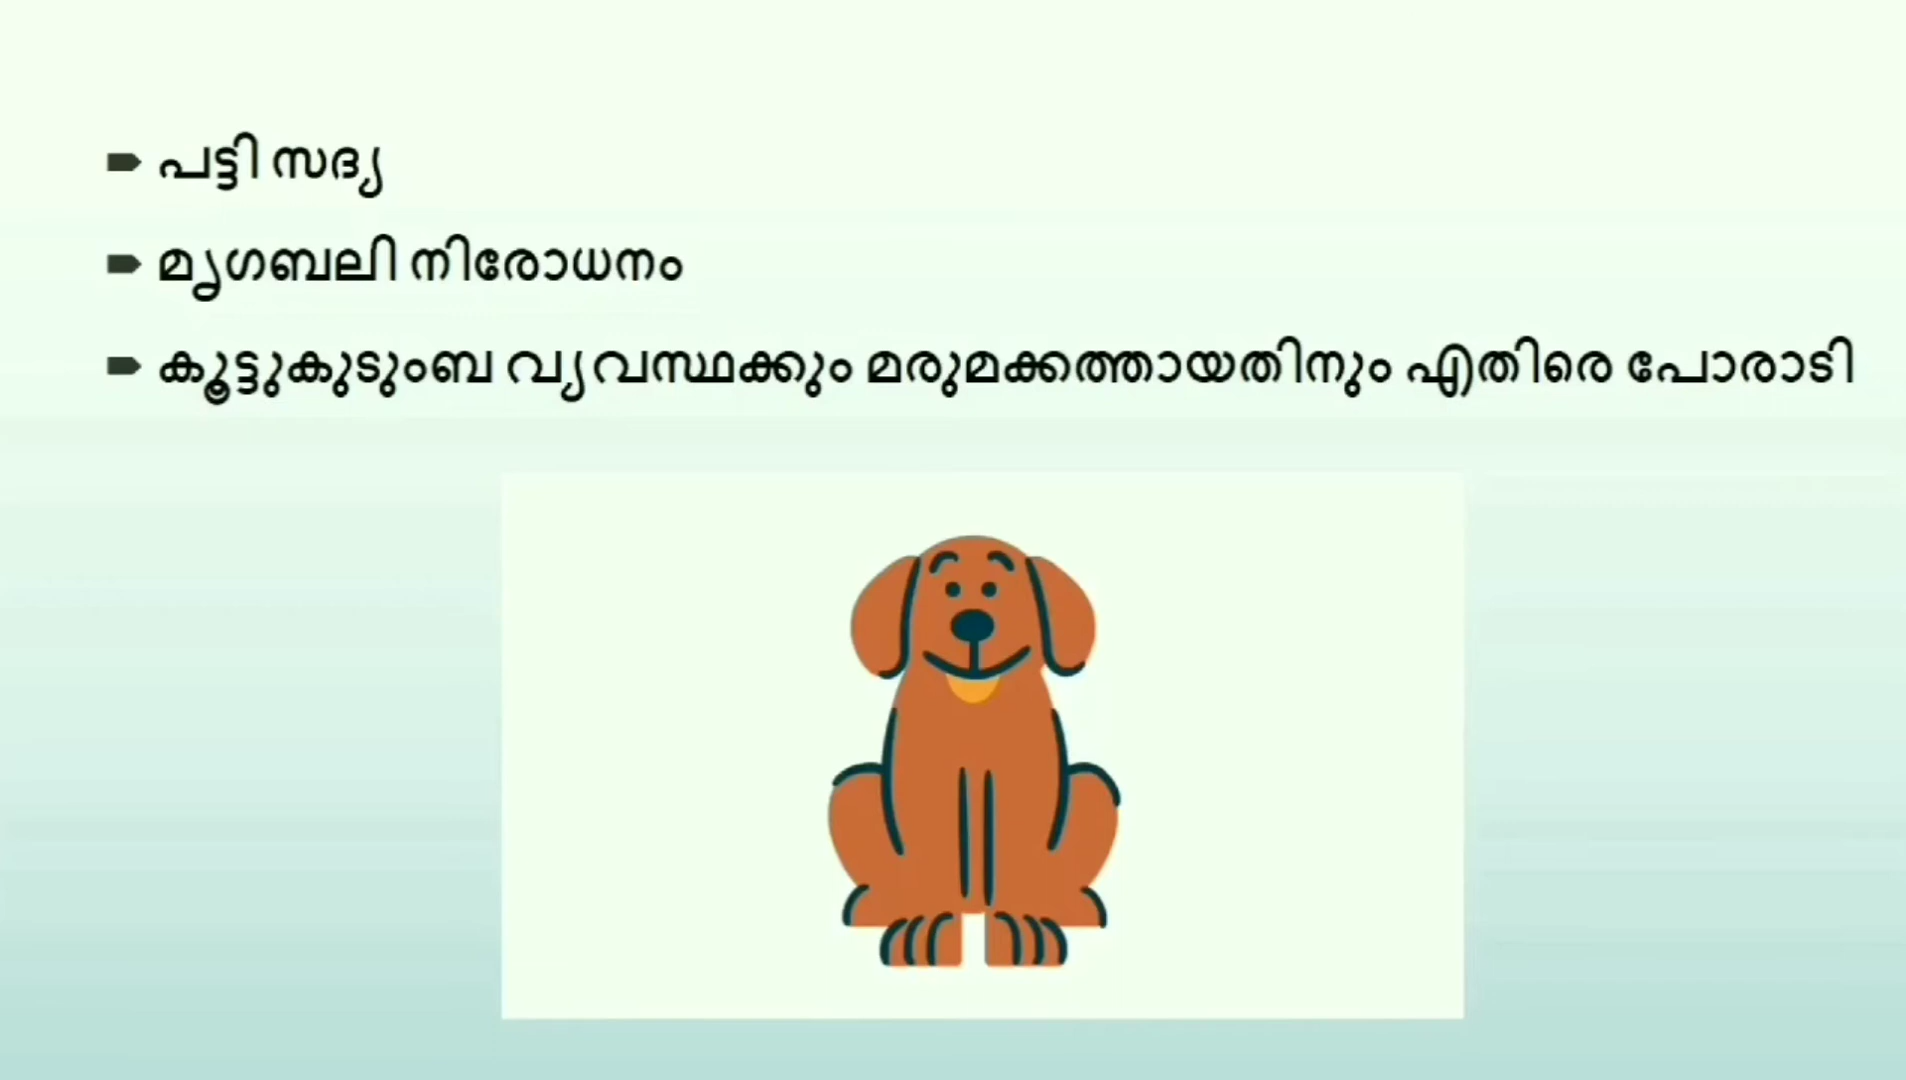 പട്ടി സദ്യ
മൃഗബലി നിരോധനം
കൂട്ടുകുടുംബ വ്യവസ്ഥക്കും മരുമക്കത്തായതിനും എതിരെ പോരാടി